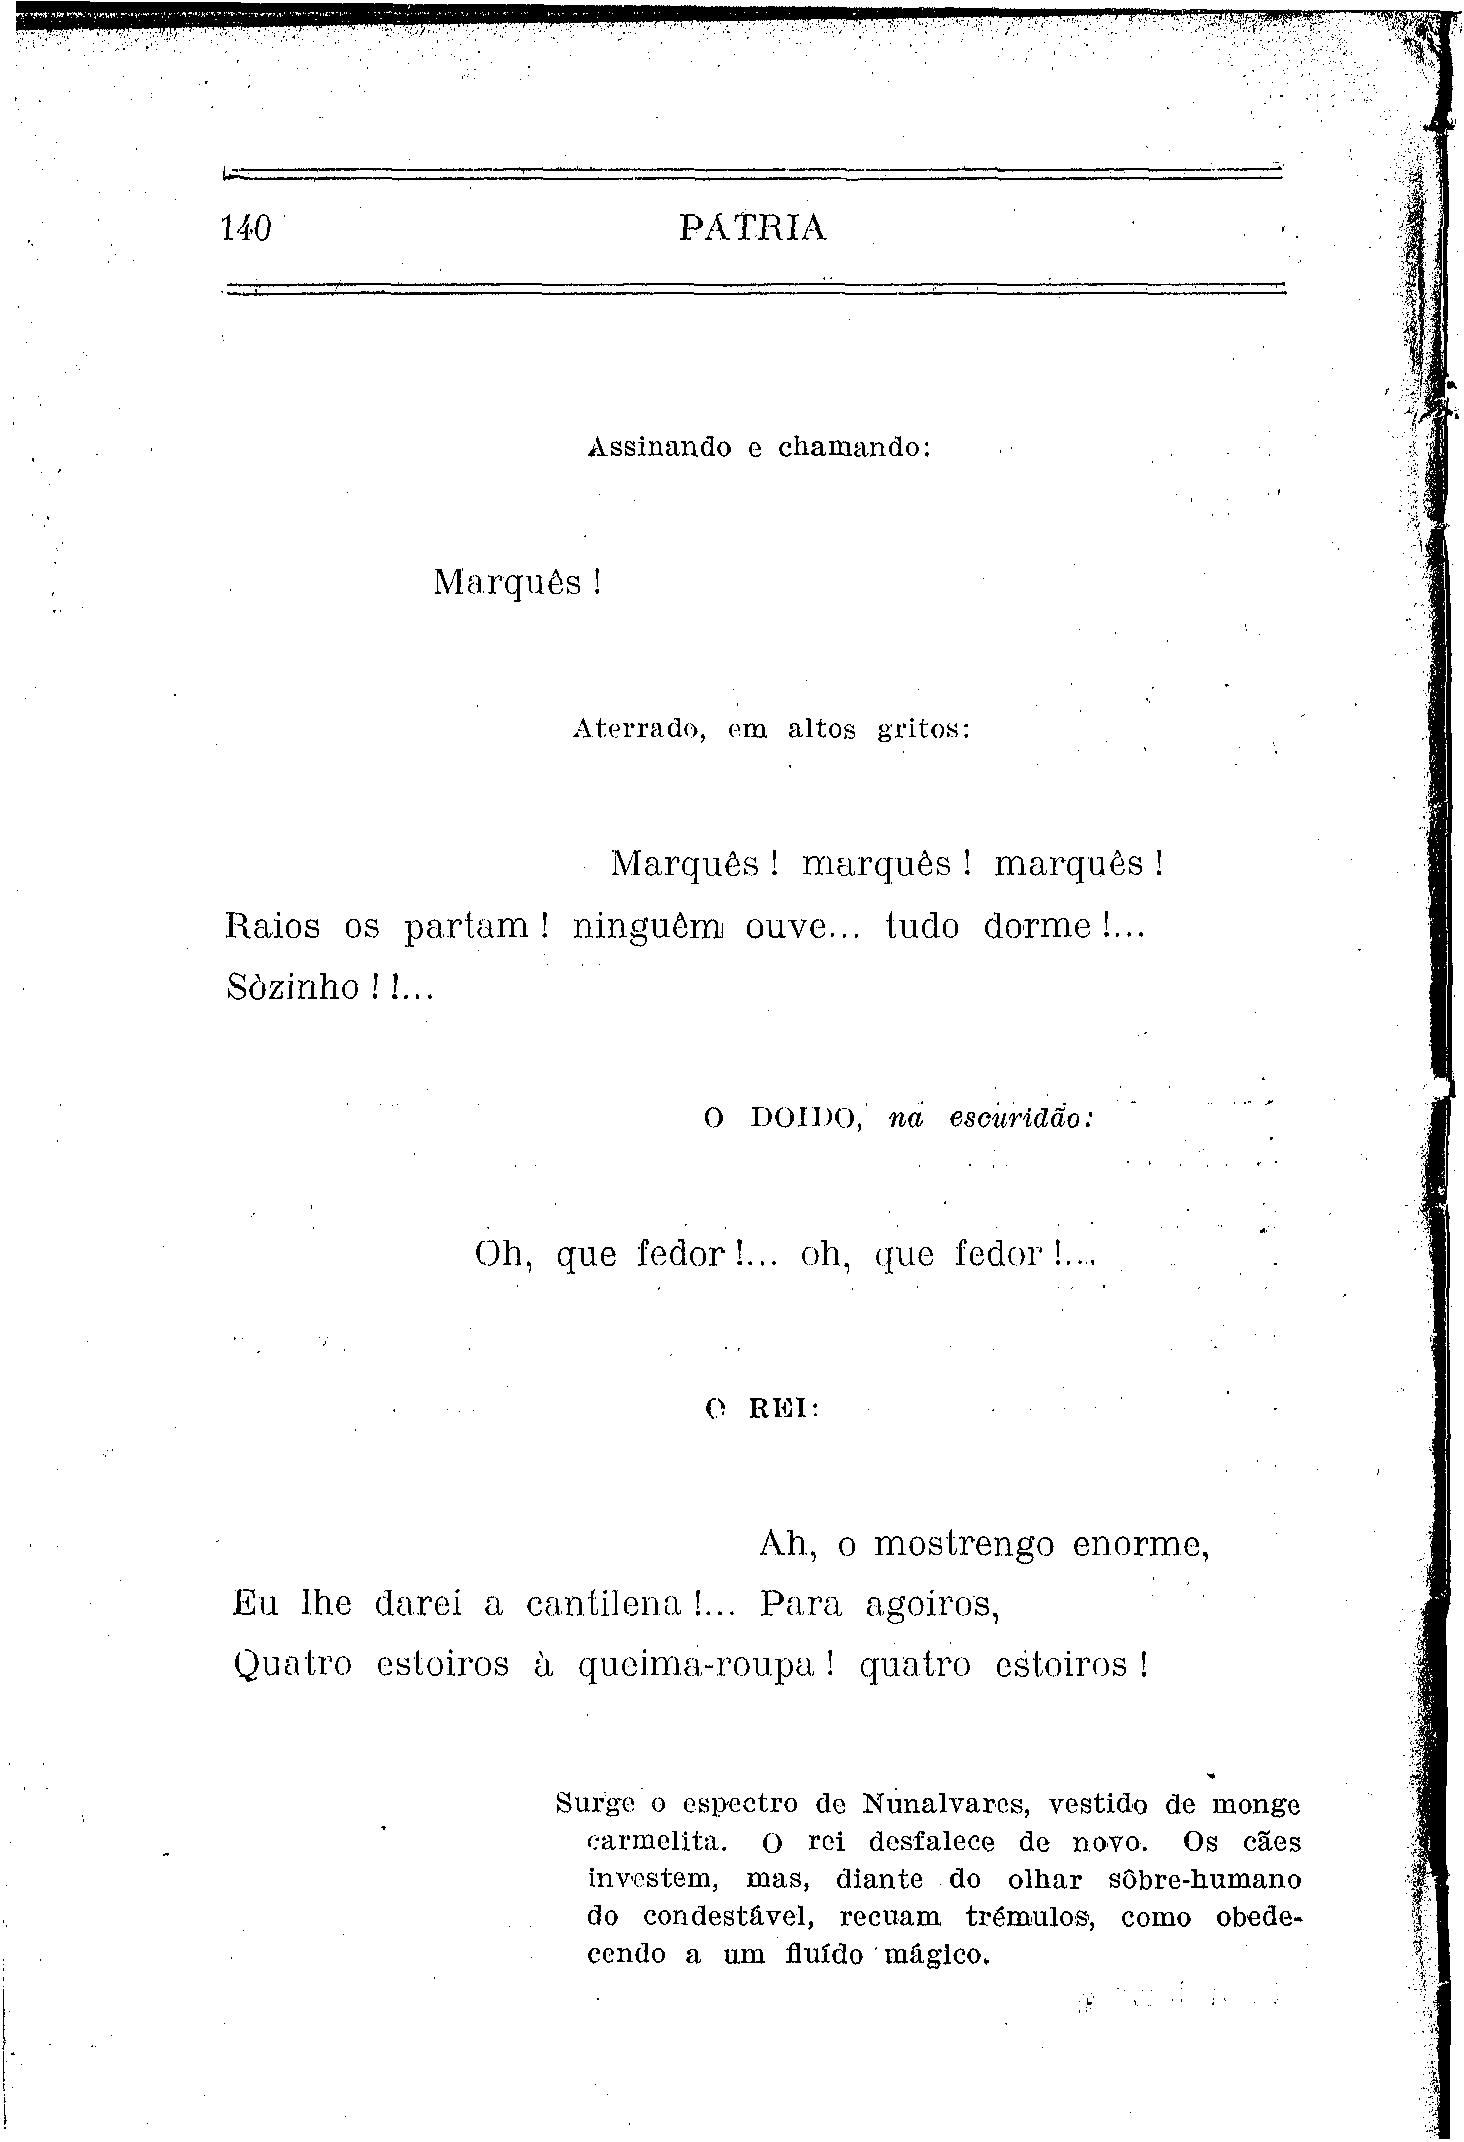 140 PÁTRIA
Assinando e chamando:
Marquês !
Aterrado, em altos gritos:
Marquês ! marquês ! marquês !
Raios os partam ! ninguêm ouve... tudo dorme !...
Sòzinho ! !...
O DOIDO, na escuridão:
Oh, que fedor !... oh, que fedor !...
O REI:
Ah, o mostrengo enorme,
Eu lhe darei a cantilena !... Para agoiros,
Quatro estoiros à queima-roupa ! quatro estoiros !
Surge o espectro de Nunalvares, vestido de monge
carmelita. O rei desfalece de novo. Os cães
investem, mas, diante do olhar sôbre-humano
do condestável, recuam trémulos, como obede-
cendo a um fluído mágico.